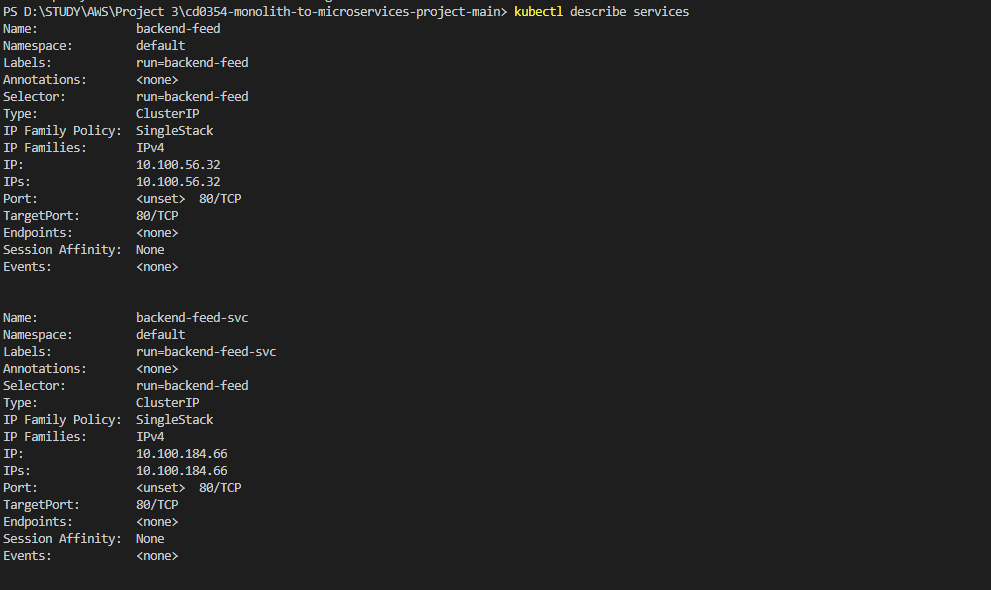 PS D:\STUDY\AWS\Project 3\cd0354-monolith-to-microservices-project-main> kubectl describe services
Name:              backend-feed
Namespace:         default
Labels:            run=backend-feed
Annotations:       <none>
Selector:          run=backend-feed
Type:              ClusterIP
IP Family Policy:  SingleStack
IP Families:       IPv4
IP:                10.100.56.32
IPs:               10.100.56.32
Port:              <unset>  80/TCP
TargetPort:        80/TCP
Endpoints:         <none>
Session Affinity:  None
Events:            <none>

Name:              backend-feed-svc
Namespace:         default
Labels:            run=backend-feed-svc
Annotations:       <none>
Selector:          run=backend-feed
Type:              ClusterIP
IP Family Policy:  SingleStack
IP Families:       IPv4
IP:                10.100.184.66
IPs:               10.100.184.66
Port:              <unset>  80/TCP
TargetPort:        80/TCP
Endpoints:         <none>
Session Affinity:  None
Events:            <none>